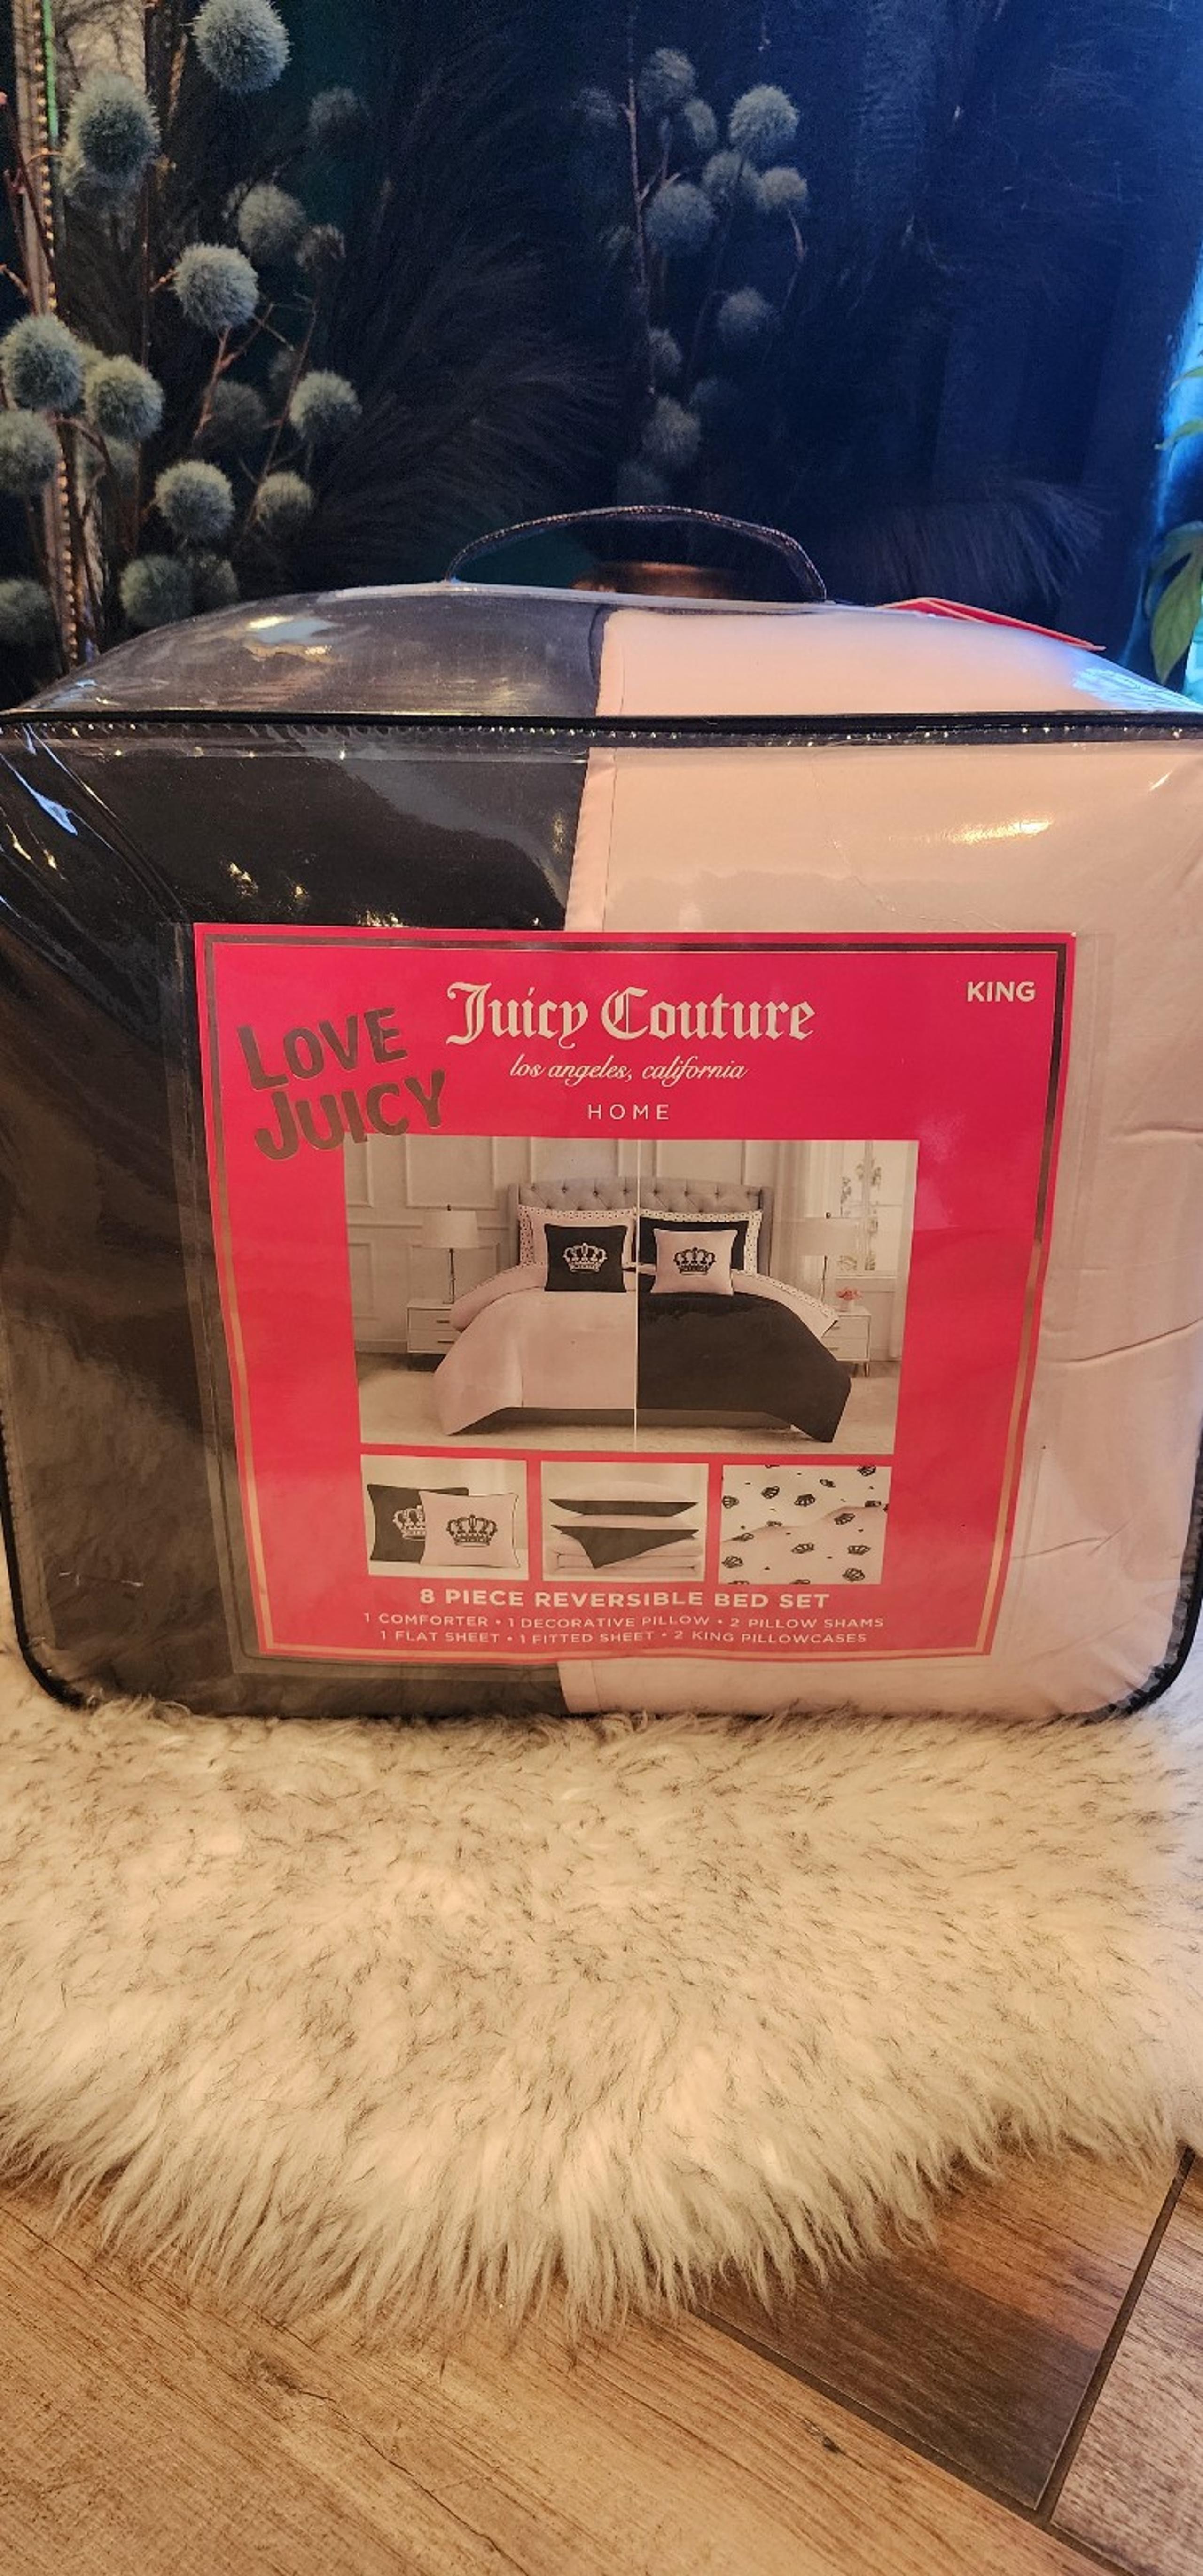 KING
LOVE
JUICY
Juicy Couture
los angeles, california
HOME
8 PIECE REVERSIBLE BED SET
1 COMFORTER • 1 DECORATIVE PILLOW • 2 PILLOW SHAMS
1 FLAT SHEET • 1 FITTED SHEET • 2 KING PILLOWCASES